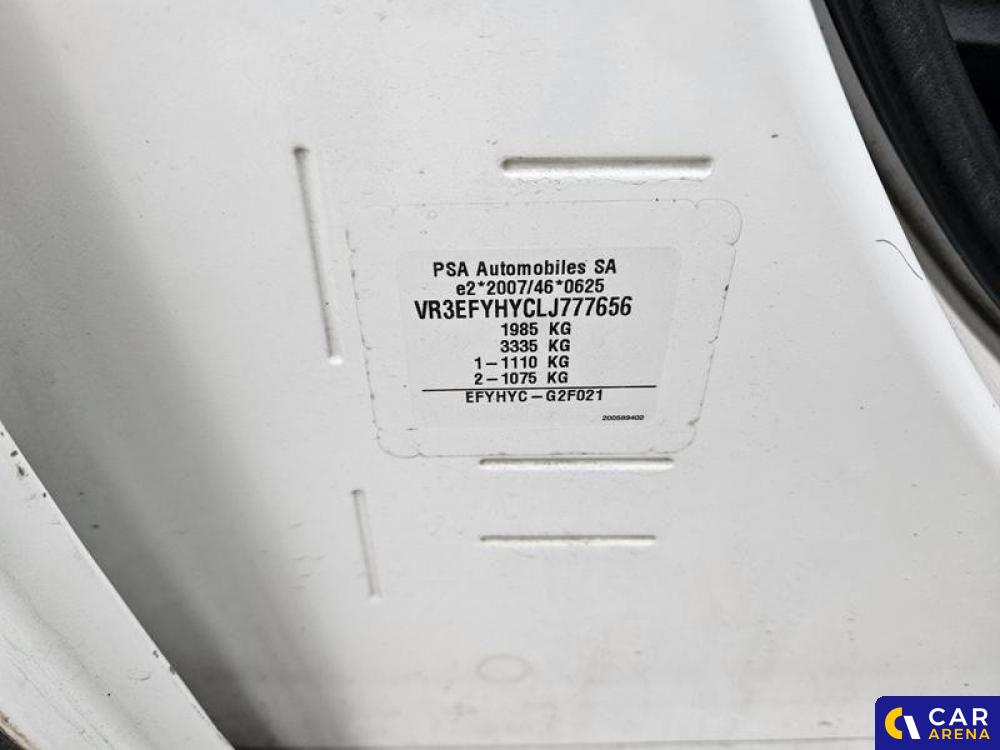 PSA Automobiles SA
e2*2007/46*0625
VR3EFYHYCLJ777656
1985 KG
3335 KG
1-1110 KG
2-1075 KG
EFYHYC-G2F021
200589402
CAR
ARENA